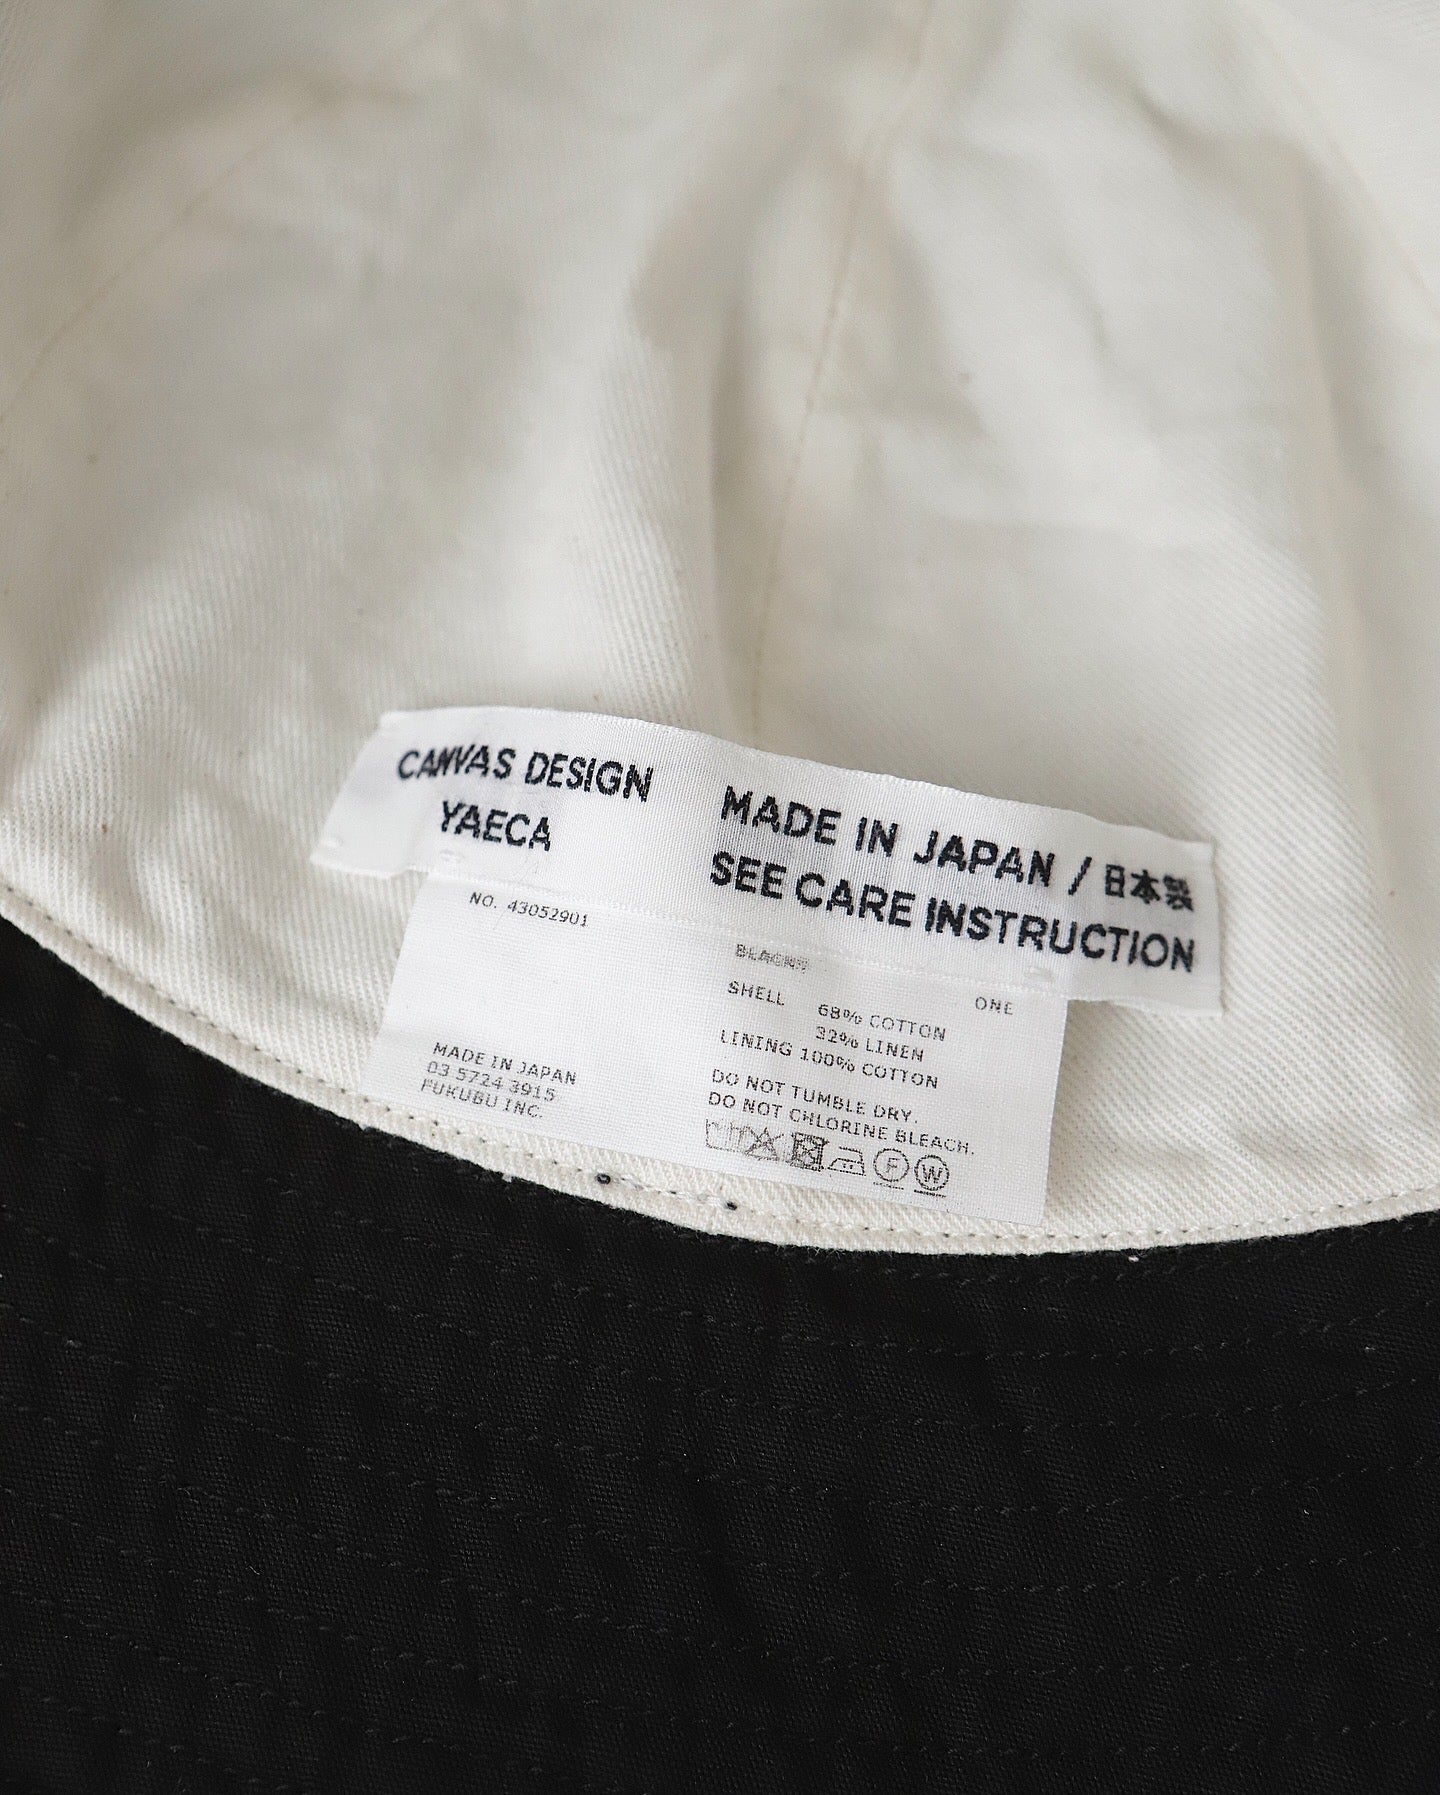 CANVAS DESIGN
YAECA
MADE IN JAPAN / 日本製
SEE CARE INSTRUCTION
NO. 43052901
MADE IN JAPAN
03 5724 3915
FUKUBU INC.
ONE
SHELL 68% COTTON
32% LINEN
LINING 100% COTTON
DO NOT TUMBLE DRY.
DO NOT CHLORINE BLEACH.
F W